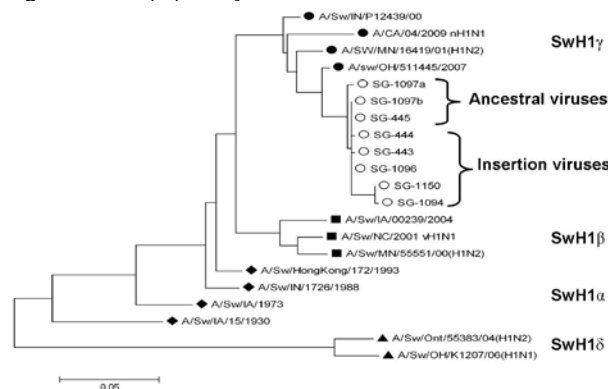 A/Sw/IN/P12439/00
A/CA/04/2009 nH1N1
SwH1γ
A/SW/MN/16419/01(H1N2)
A/sw/OH/511445/2007
SG-1097a
SG-1097b
Ancestral viruses
SG-445
SG-444
SG-443
Insertion viruses
SG-1096
SG-1150
SG-1094
A/Sw/IA/00239/2004
A/Sw/NC/2001 vH1N1
SwH1β
A/Sw/MN/55551/00(H1N2)
A/Sw/HongKong/172/1993
A/Sw/IN/1726/1988
SwH1α
A/Sw/IA/1973
A/Sw/IA/15/1930
A/Sw/Ont/55383/04(H1N2)
SwH1δ
A/Sw/OH/K1207/06(H1N1)
0.05